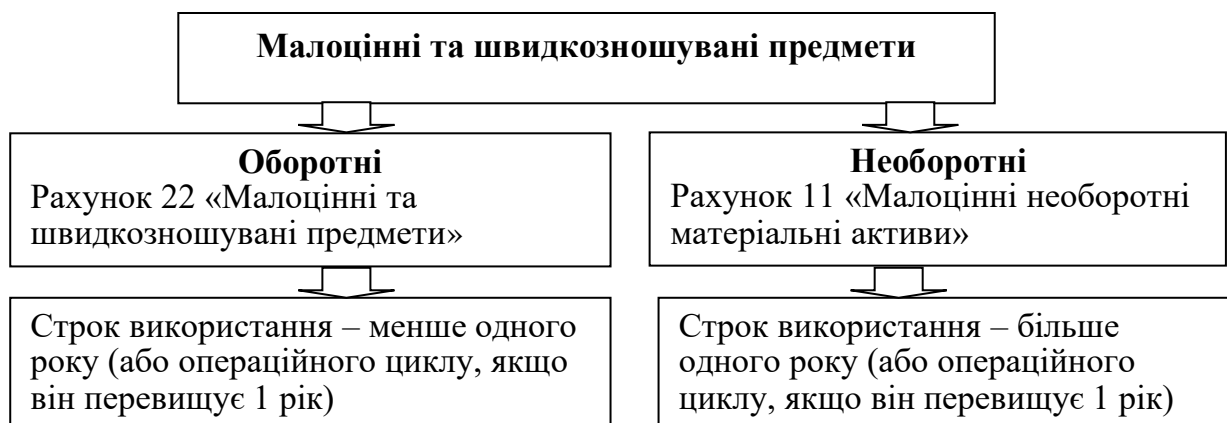 Малоцінні та швидкозношувані предмети
Оборотні
Рахунок 22 «Малоцінні та
швидкозношувані предмети»
Необоротні
Рахунок 11 «Малоцінні необоротні
матеріальні активи»
Строк використання – менше одного
року (або операційного циклу, якщо
він перевищує 1 рік)
Строк використання – більше
одного року (або операційного
циклу, якщо він перевищує 1 рік)